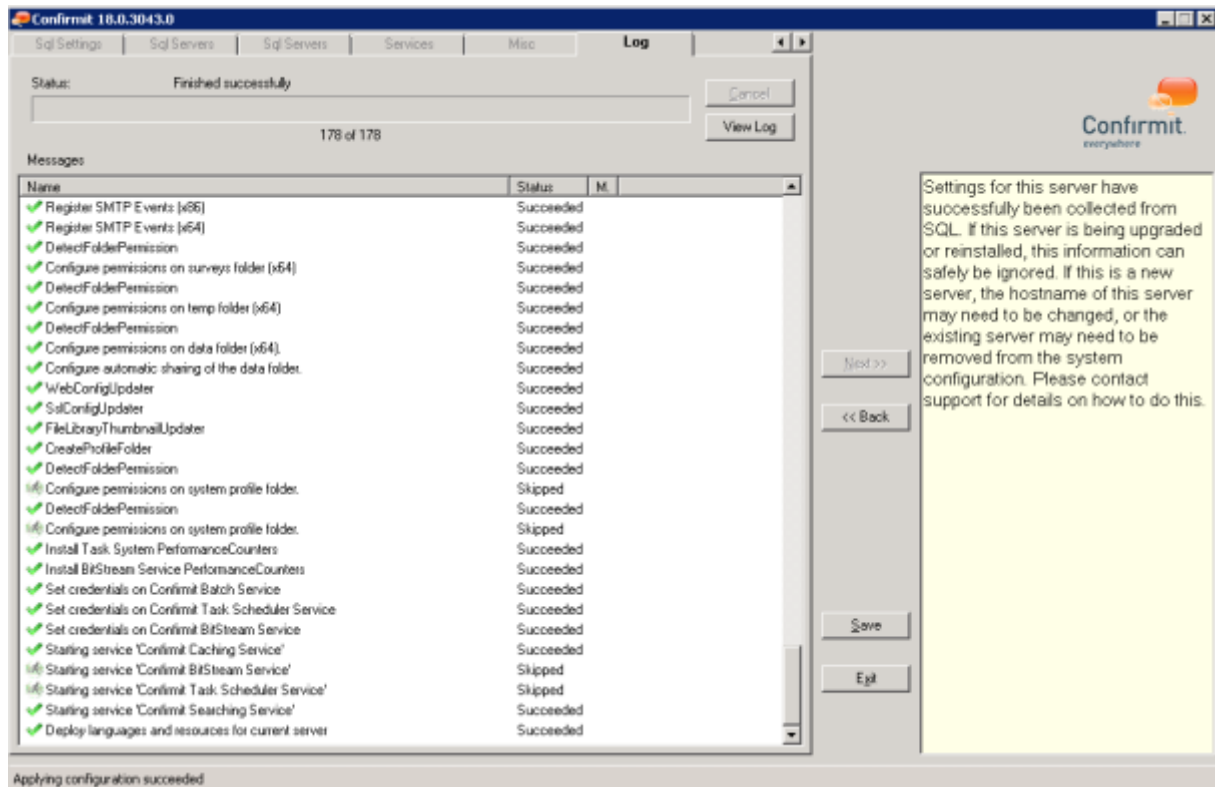 Confirmit 18.0.3043.0
Sql Settings
Sql Servers
Sql Servers
Services
Misc
Log
Status: Finished successfully
Cancel
178 of 178
View Log
Messages
Name Status M.
Register SMTP Events (x86) Succeeded
Register SMTP Events (x64) Succeeded
DetectFolderPermission Succeeded
Configure permissions on surveys folder (x64) Succeeded
DetectFolderPermission Succeeded
Configure permissions on temp folder (x64) Succeeded
DetectFolderPermission Succeeded
Configure permissions on data folder (x64). Succeeded
Configure automatic sharing of the data folder. Succeeded
WebConfigUpdater Succeeded
SslConfigUpdater Succeeded
FileLibraryThumbnailUpdater Succeeded
CreateProfileFolder Succeeded
DetectFolderPermission Succeeded
Configure permissions on system profile folder. Skipped
DetectFolderPermission Succeeded
Configure permissions on system profile folder. Skipped
Install Task System PerformanceCounters Succeeded
Install BitStream Service PerformanceCounters Succeeded
Set credentials on Confirmit Batch Service Succeeded
Set credentials on Confirmit Task Scheduler Service Succeeded
Set credentials on Confirmit BitStream Service Succeeded
Starting service 'Confirmit Caching Service' Succeeded
Starting service 'Confirmit BitStream Service' Skipped
Starting service 'Confirmit Task Scheduler Service' Skipped
Starting service 'Confirmit Searching Service' Succeeded
Deploy languages and resources for current server Succeeded
Next >>
<< Back
Save
Exit
Confirmit.
everywhere
Settings for this server have
successfully been collected from
SQL. If this server is being upgraded
or reinstalled, this information can
safely be ignored. If this is a new
server, the hostname of this server
may need to be changed, or the
existing server may need to be
removed from the system
configuration. Please contact
support for details on how to do this.
Applying configuration succeeded